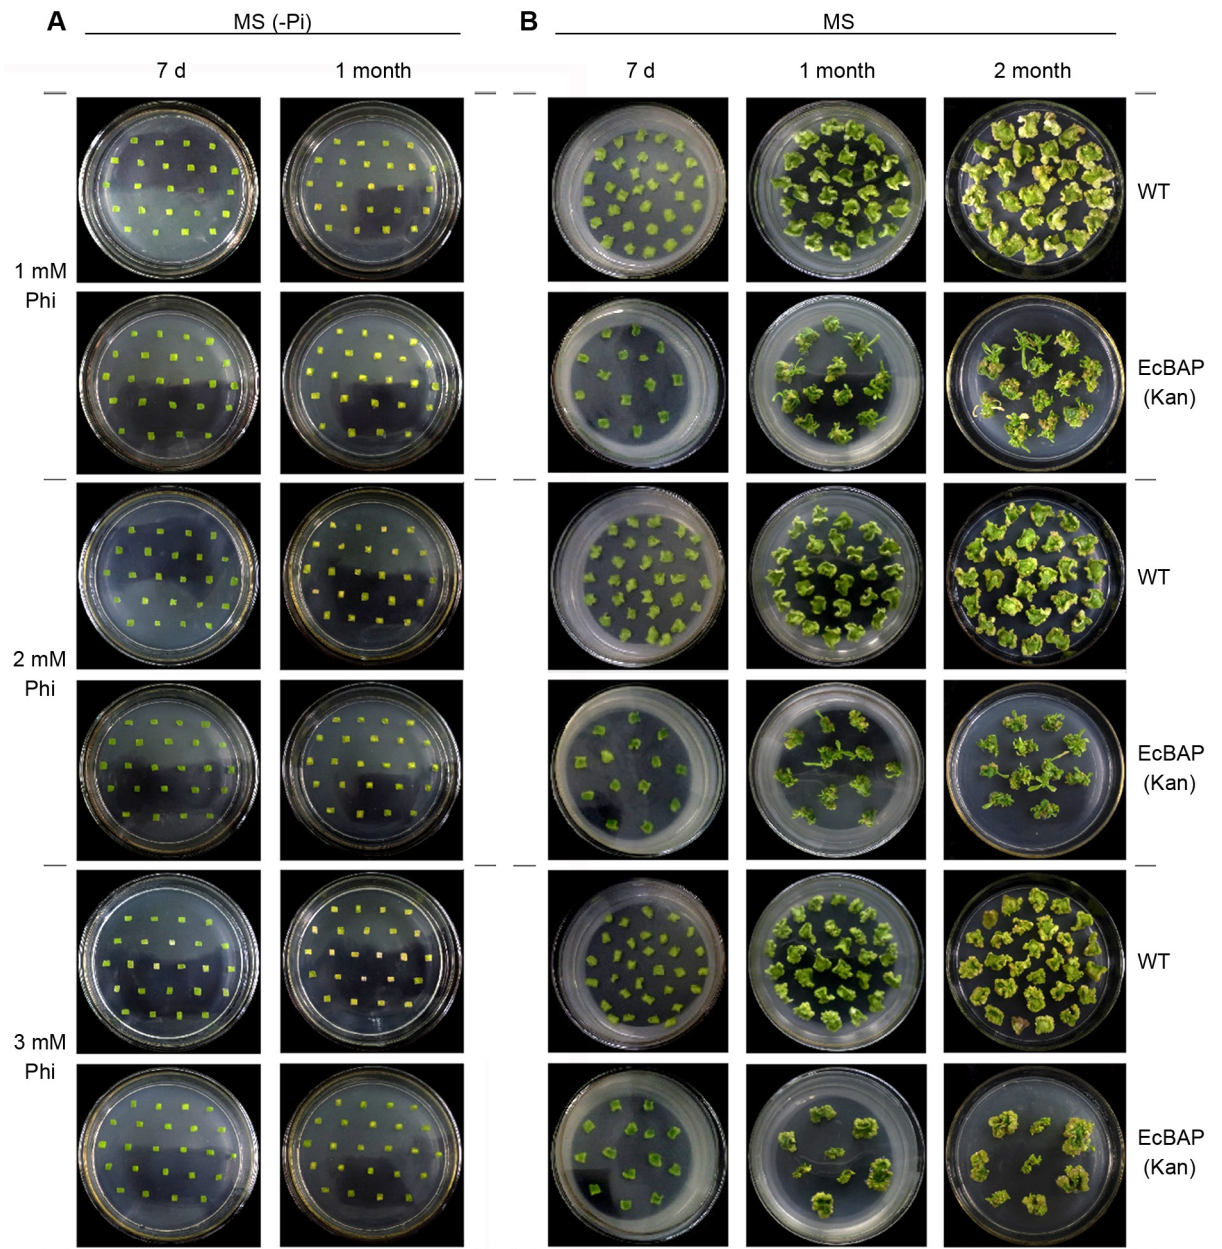 A
MS (-Pi)
B
MS
7 d
1 month
7 d
1 month
2 month
WT
1 mM
Phi
EcBAP
(Kan)
WT
2 mM
Phi
EcBAP
(Kan)
WT
3 mM
Phi
EcBAP
(Kan)